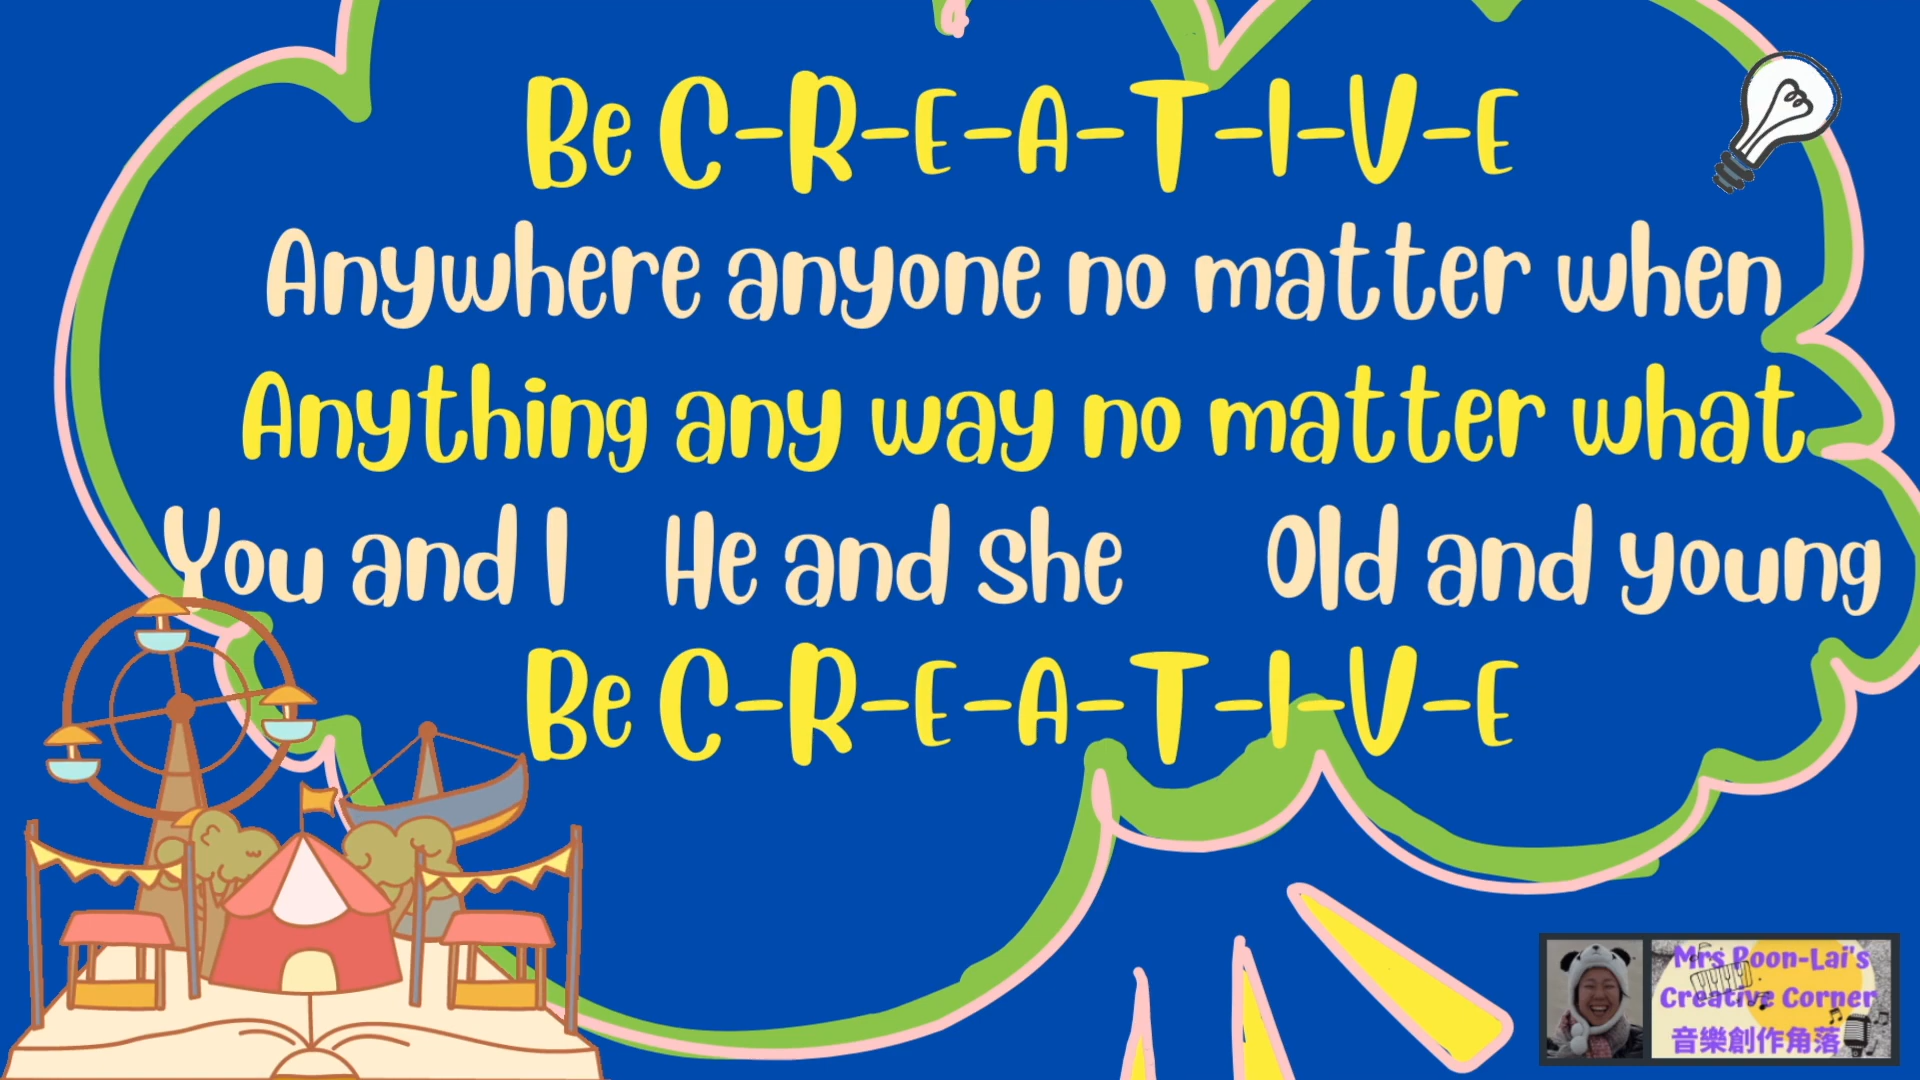 Be C-R-E-A-T-I-V-E
Anywhere anyone no matter when
Anything any way no matter what
You and I He and she Old and young
Be C-R-E-A-T-I-V-E
Mrs Poon-Lai's
Creative Corner
音樂創作角落